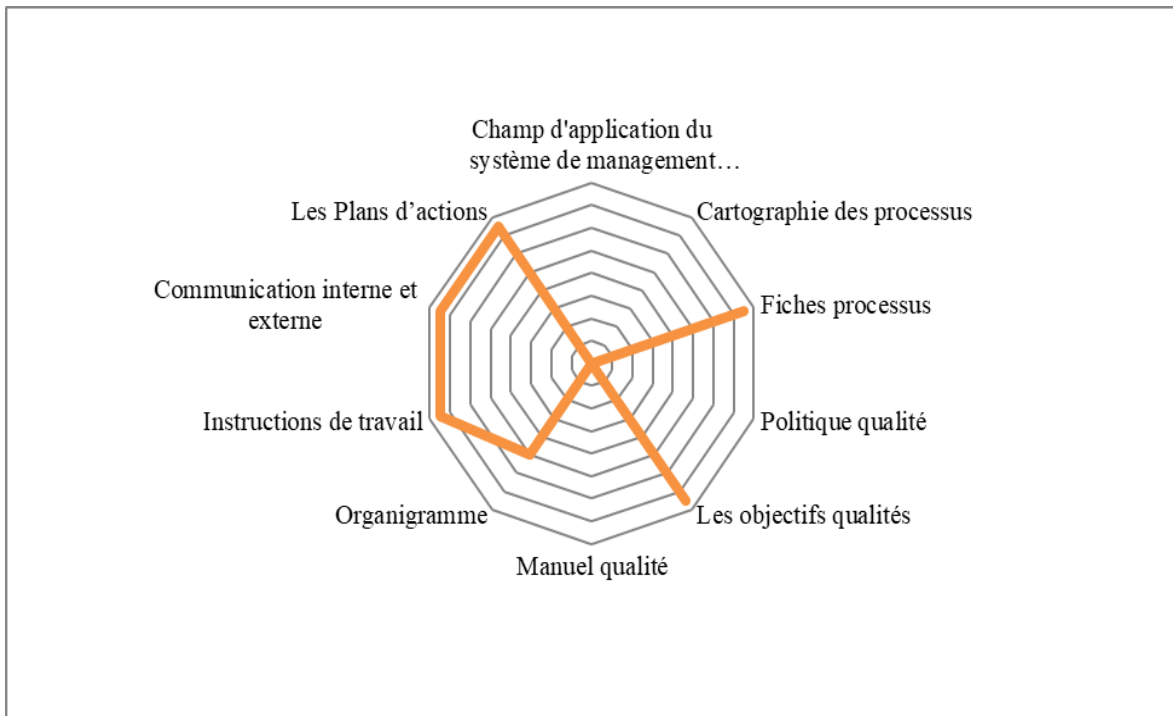 Champ d'application du
système de management…
Cartographie des processus
Fiches processus
Politique qualité
Les objectifs qualités
Manuel qualité
Organigramme
Instructions de travail
Communication interne et
externe
Les Plans d’actions